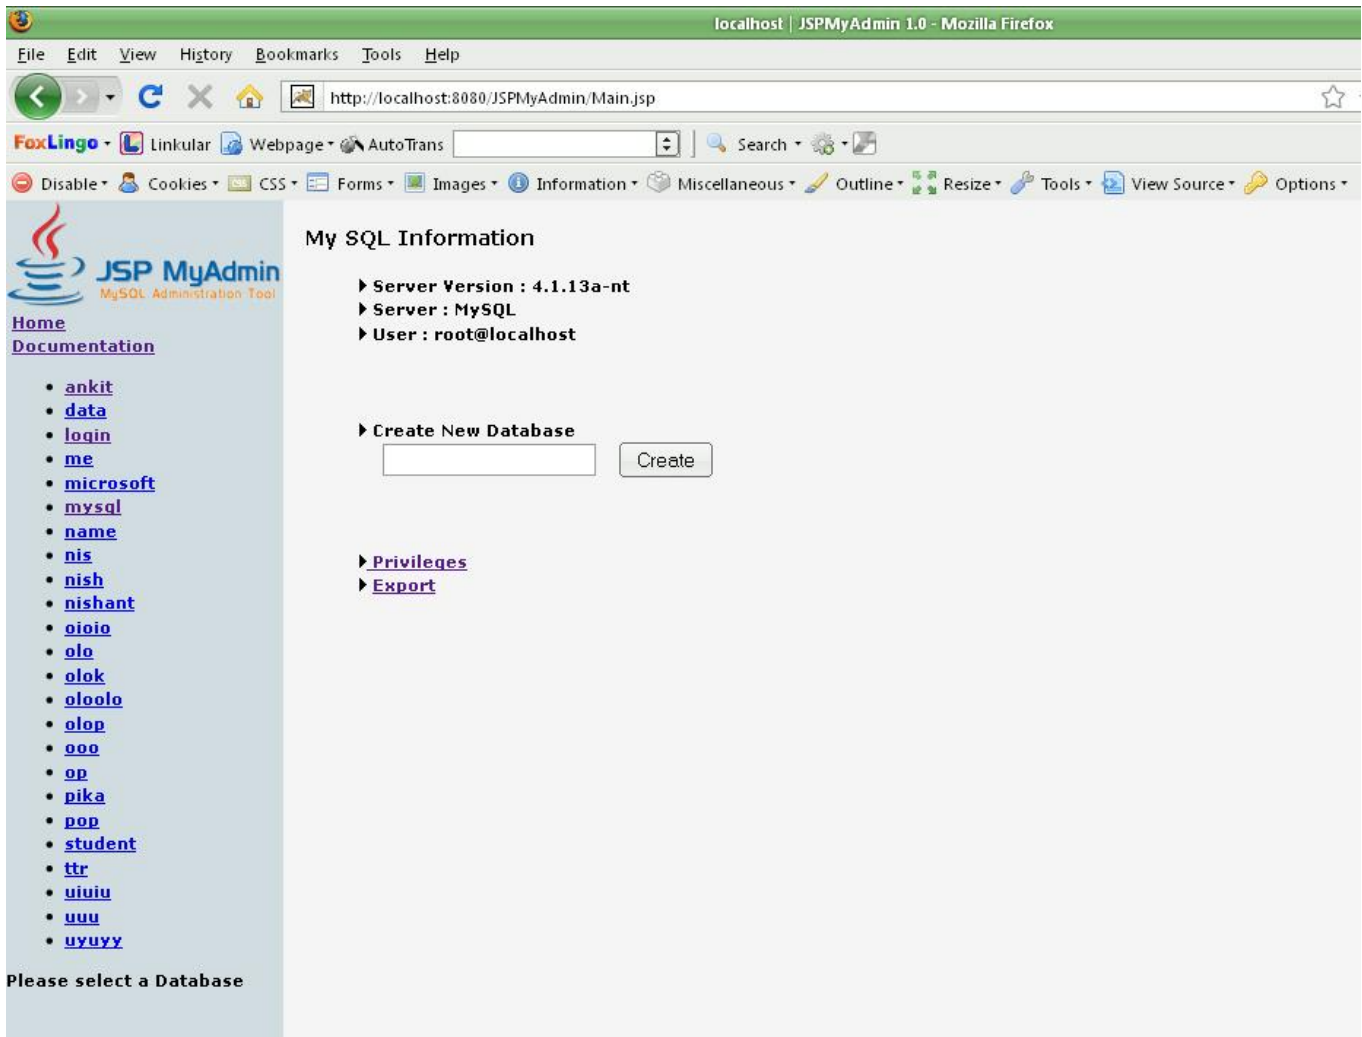 localhost | JSPMyAdmin 1.0 - Mozilla Firefox
File Edit View History Bookmarks Tools Help
http://localhost:8080/JSPMyAdmin/Main.jsp
FoxLingo Linkular Webpage AutoTrans Search
Disable Cookies CSS Forms Images Information Miscellaneous Outline Resize Tools View Source Options
JSP MyAdmin
MySQL Administration Tool
Home
Documentation
ankit
data
login
me
microsoft
mysql
name
nis
nish
nishant
oioio
olo
olok
oloolo
olop
ooo
op
pika
pop
student
ttr
uiuiu
uuu
uyuyy
Please select a Database
My SQL Information
Server Version : 4.1.13a-nt
Server : MySQL
User : root@localhost
Create New Database
Create
Privileges
Export